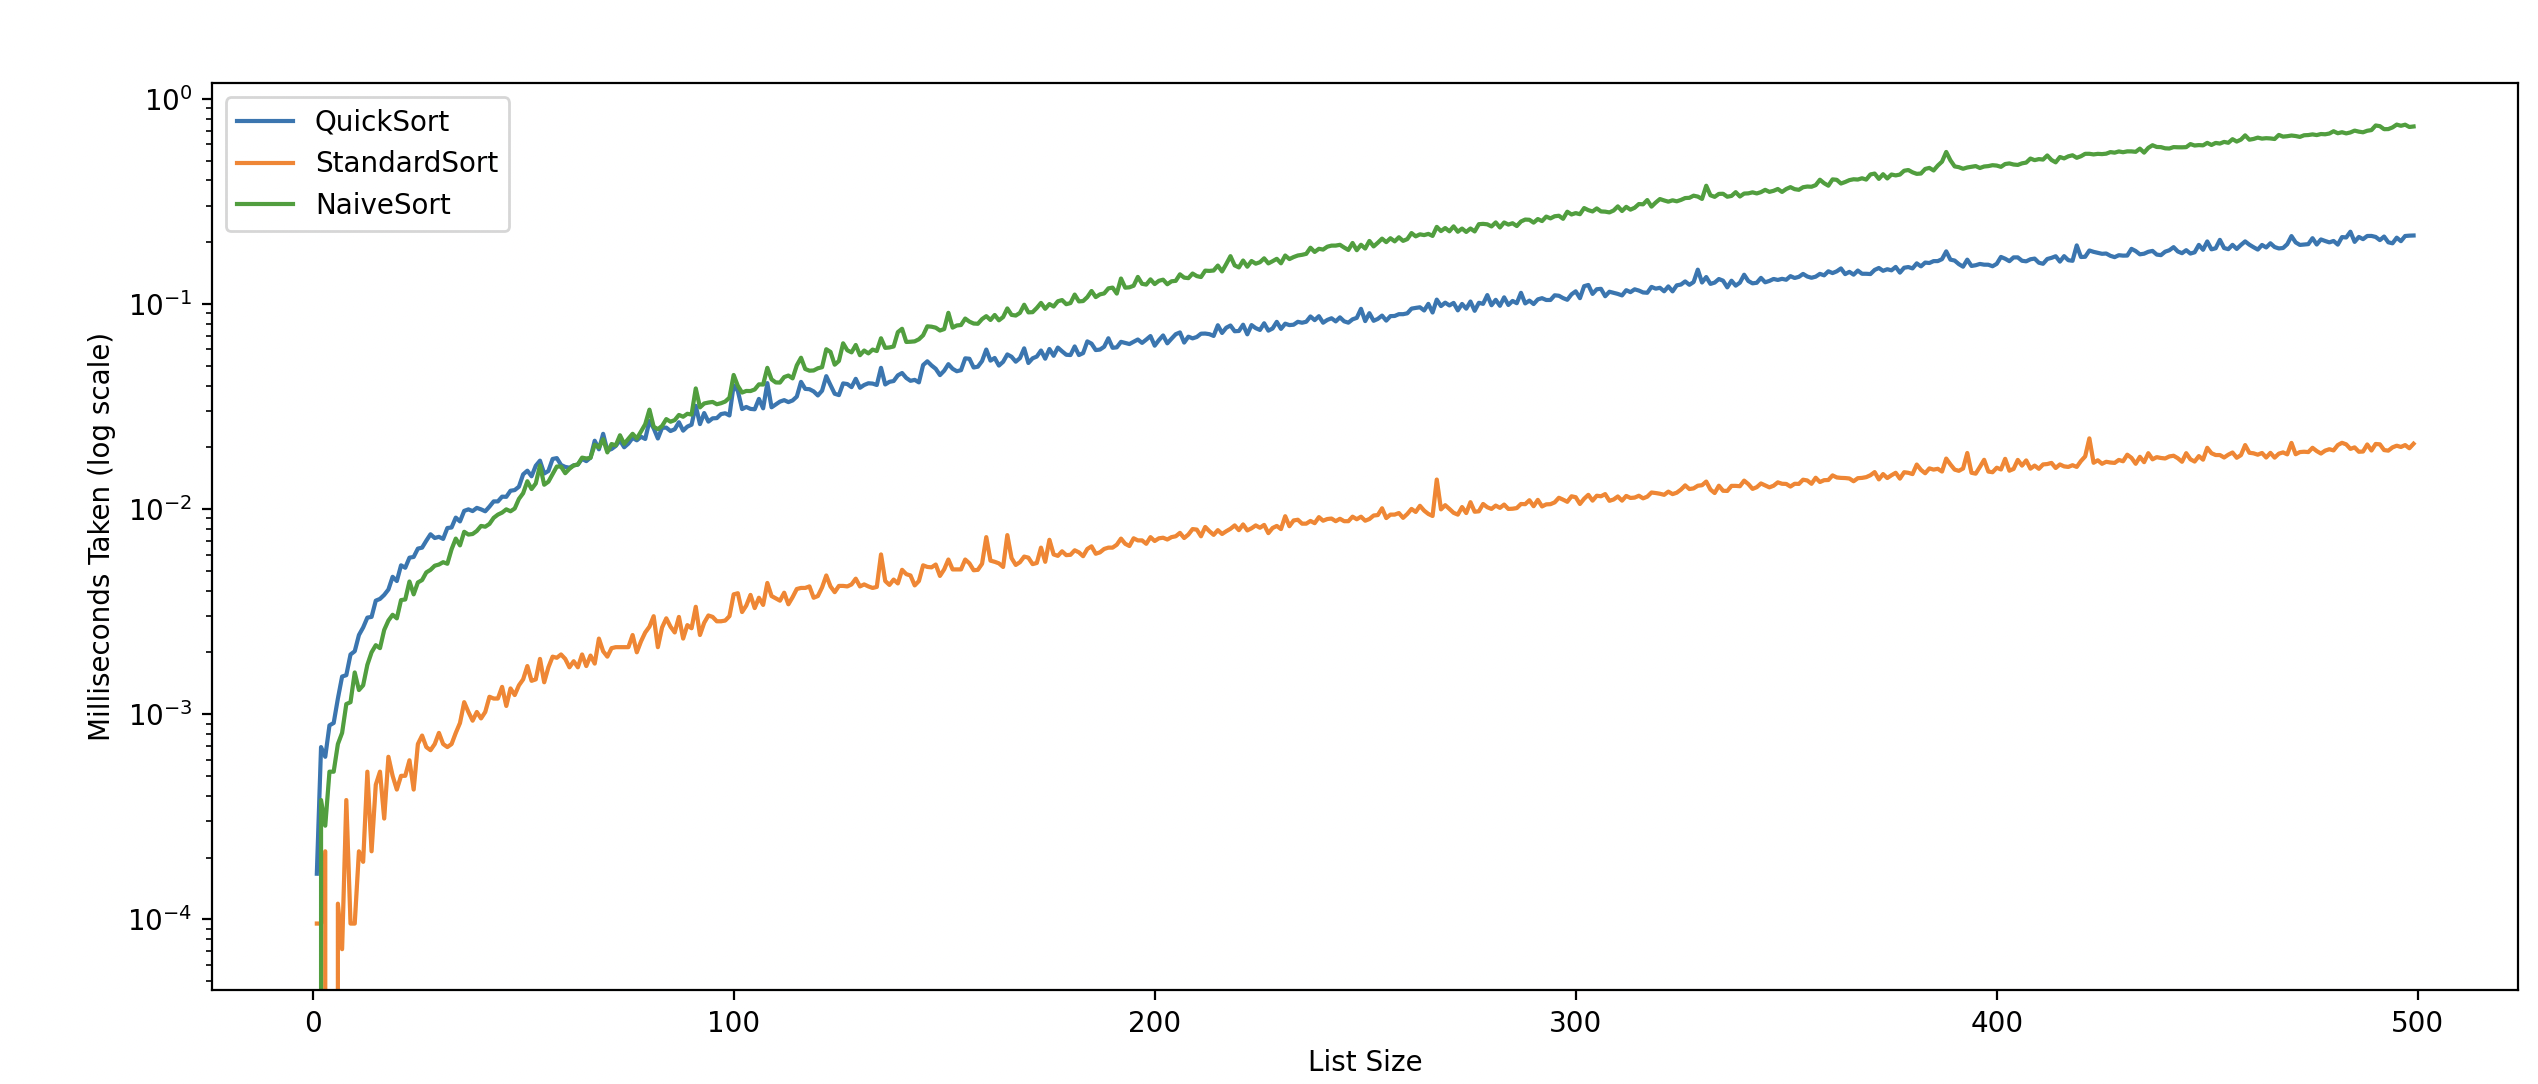 10⁰
QuickSort
StandardSort
NaiveSort
10⁻¹
10⁻²
10⁻³
10⁻⁴
Milliseconds Taken (log scale)
0 100 200 300 400 500
List Size